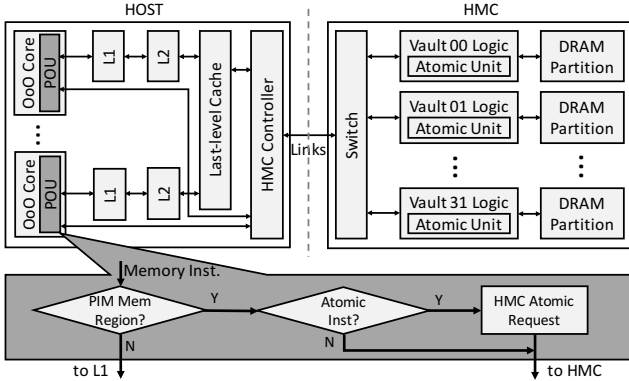 HOST
HMC
OoO Core
POU
L1
L2
Last-level Cache
HMC Controller
Links
Switch
Vault 00 Logic
Atomic Unit
DRAM
Partition
Vault 01 Logic
Atomic Unit
DRAM
Partition
...
OoO Core
POU
L1
L2
...
...
Vault 31 Logic
Atomic Unit
DRAM
Partition
Memory Inst.
PIM Mem
Region?
Y
Atomic
Inst?
Y
HMC Atomic
Request
N
N
to L1
to HMC